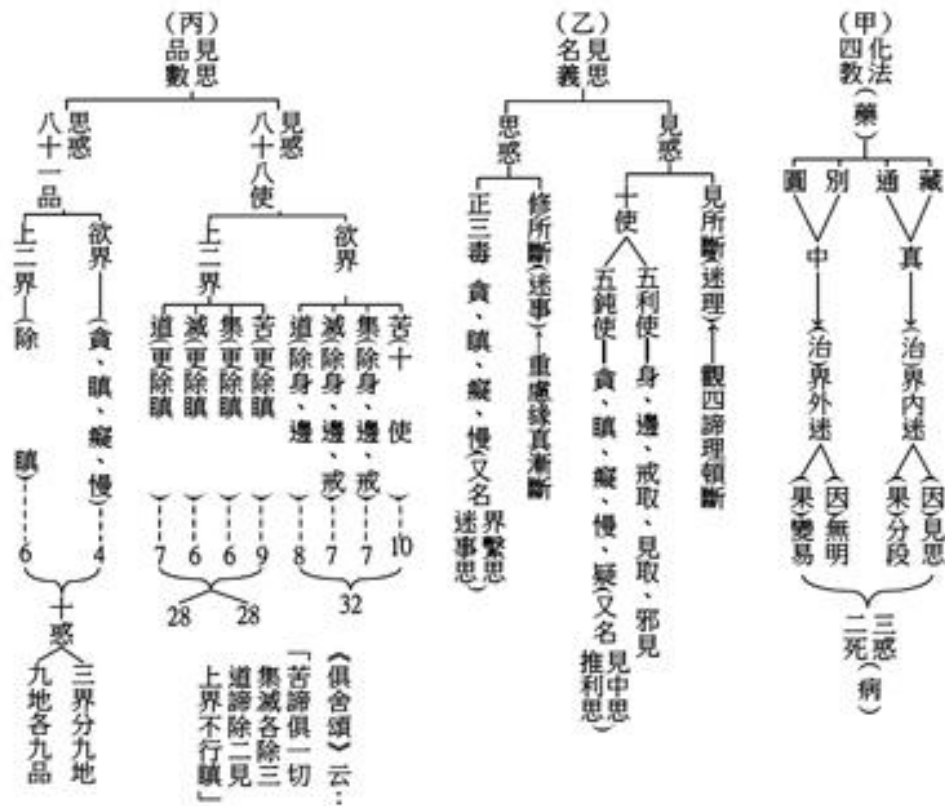 （甲）化法四教（藥）
藏
通
別
圓
真
中
（治）界內迷
（治）界外迷
（因）見思
（果）分段
（因）無明
（果）變易
三惑二死（病）
（乙）見思名義
見惑
見所斷（迷理）
觀四諦理頓斷
十使
五利使
身、邊、戒取、見取、邪見
五鈍使
貪、瞋、癡、慢、疑（又名見中思推利思）
思惑
修所斷（迷事）
重慮緣真漸斷
正三毒
貪、瞋、癡、慢（又名界繫思迷事思）
（丙）見思品數
見惑八十八使
欲界
苦（十使）
10
集（除身、邊、戒）
7
滅（除身、邊、戒）
7
道（除身、邊）
8
32
上二界
苦（更除瞋）
9
集（更除瞋）
6
滅（更除瞋）
6
道（更除瞋）
7
28
28
《俱舍頌》云：
「苦諦俱一切
集滅各除三
道諦除二見
上界不行瞋」
思惑八十一品
欲界
（貪、瞋、癡、慢）
4
上二界
（除瞋）
6
十惑
三界分九地
九地各九品